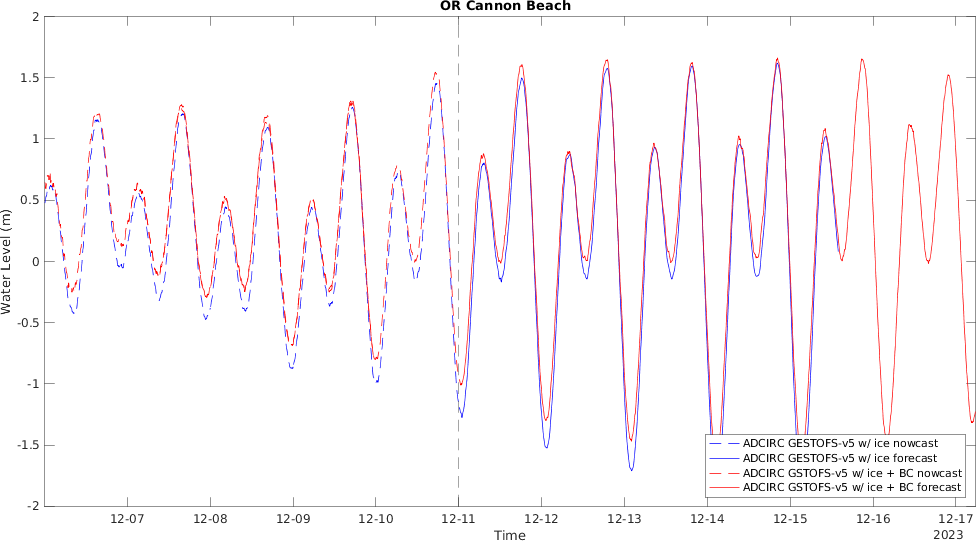 OR Cannon Beach
2
1.5
1
0.5
0
-0.5
-1
-1.5
-2
Water Level (m)
ADCIRC GESTOFS-v5 w/ ice nowcast
ADCIRC GESTOFS-v5 w/ ice forecast
ADCIRC GSTOFS-v5 w/ ice + BC nowcast
ADCIRC GSTOFS-v5 w/ ice + BC forecast
12-07 12-08 12-09 12-10 12-11 12-12 12-13 12-14 12-15 12-16 12-17
Time
2023